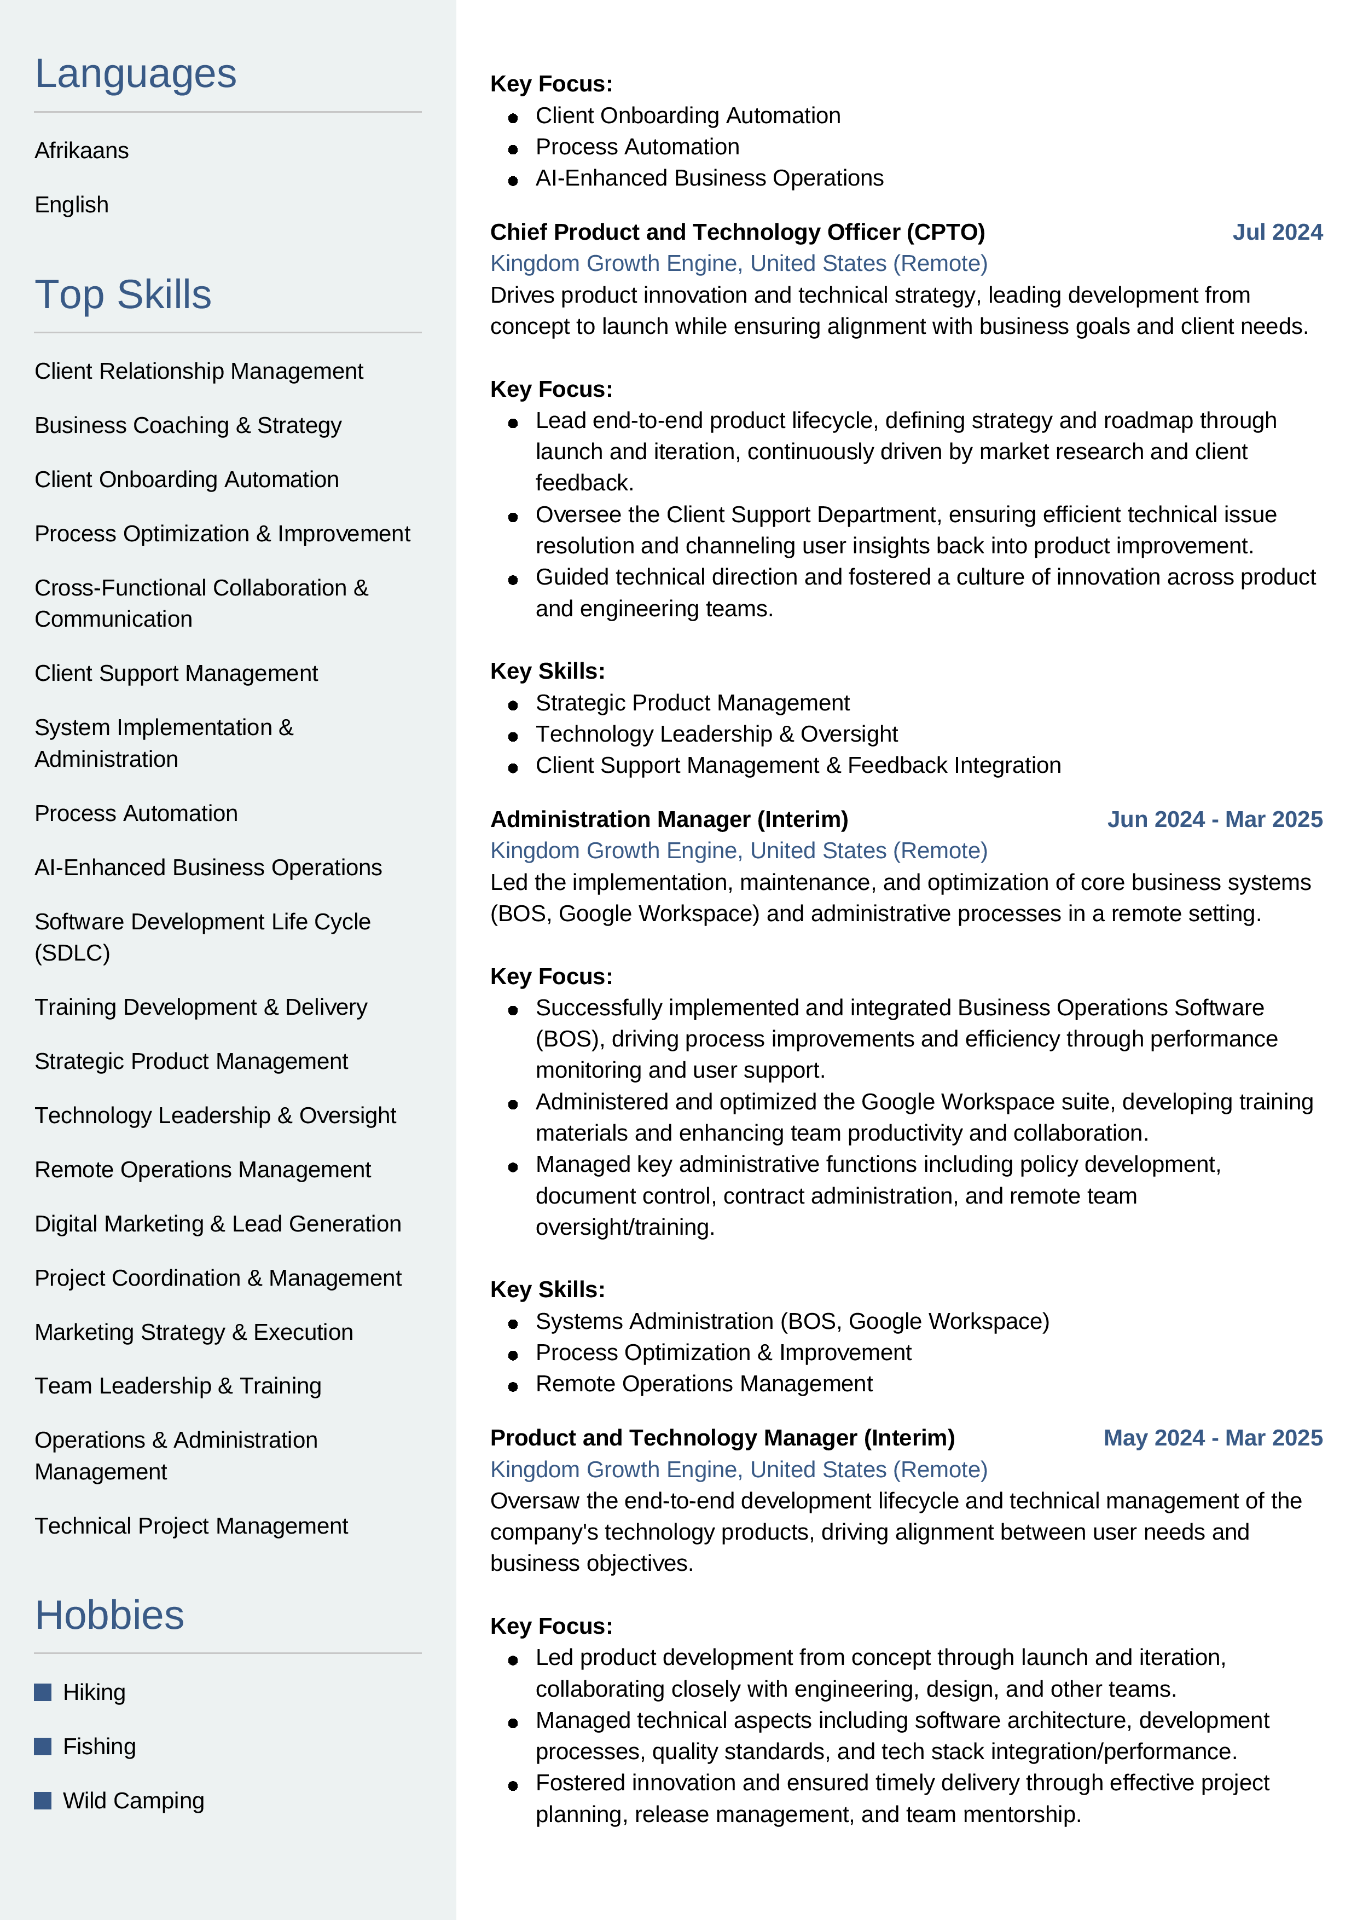 Languages
Afrikaans
English
Top Skills
Client Relationship Management
Business Coaching & Strategy
Client Onboarding Automation
Process Optimization & Improvement
Cross-Functional Collaboration &
Communication
Client Support Management
System Implementation &
Administration
Process Automation
AI-Enhanced Business Operations
Software Development Life Cycle
(SDLC)
Training Development & Delivery
Strategic Product Management
Technology Leadership & Oversight
Remote Operations Management
Digital Marketing & Lead Generation
Project Coordination & Management
Marketing Strategy & Execution
Team Leadership & Training
Operations & Administration
Management
Technical Project Management
Hobbies
Hiking
Fishing
Wild Camping
Key Focus:
● Client Onboarding Automation
● Process Automation
● AI-Enhanced Business Operations
Chief Product and Technology Officer (CPTO) Jul 2024
Kingdom Growth Engine, United States (Remote)
Drives product innovation and technical strategy, leading development from
concept to launch while ensuring alignment with business goals and client needs.
Key Focus:
● Lead end-to-end product lifecycle, defining strategy and roadmap through
launch and iteration, continuously driven by market research and client
feedback.
● Oversee the Client Support Department, ensuring efficient technical issue
resolution and channeling user insights back into product improvement.
● Guided technical direction and fostered a culture of innovation across product
and engineering teams.
Key Skills:
● Strategic Product Management
● Technology Leadership & Oversight
● Client Support Management & Feedback Integration
Administration Manager (Interim) Jun 2024 - Mar 2025
Kingdom Growth Engine, United States (Remote)
Led the implementation, maintenance, and optimization of core business systems
(BOS, Google Workspace) and administrative processes in a remote setting.
Key Focus:
● Successfully implemented and integrated Business Operations Software
(BOS), driving process improvements and efficiency through performance
monitoring and user support.
● Administered and optimized the Google Workspace suite, developing training
materials and enhancing team productivity and collaboration.
● Managed key administrative functions including policy development,
document control, contract administration, and remote team
oversight/training.
Key Skills:
● Systems Administration (BOS, Google Workspace)
● Process Optimization & Improvement
● Remote Operations Management
Product and Technology Manager (Interim) May 2024 - Mar 2025
Kingdom Growth Engine, United States (Remote)
Oversaw the end-to-end development lifecycle and technical management of the
company's technology products, driving alignment between user needs and
business objectives.
Key Focus:
● Led product development from concept through launch and iteration,
collaborating closely with engineering, design, and other teams.
● Managed technical aspects including software architecture, development
processes, quality standards, and tech stack integration/performance.
● Fostered innovation and ensured timely delivery through effective project
planning, release management, and team mentorship.